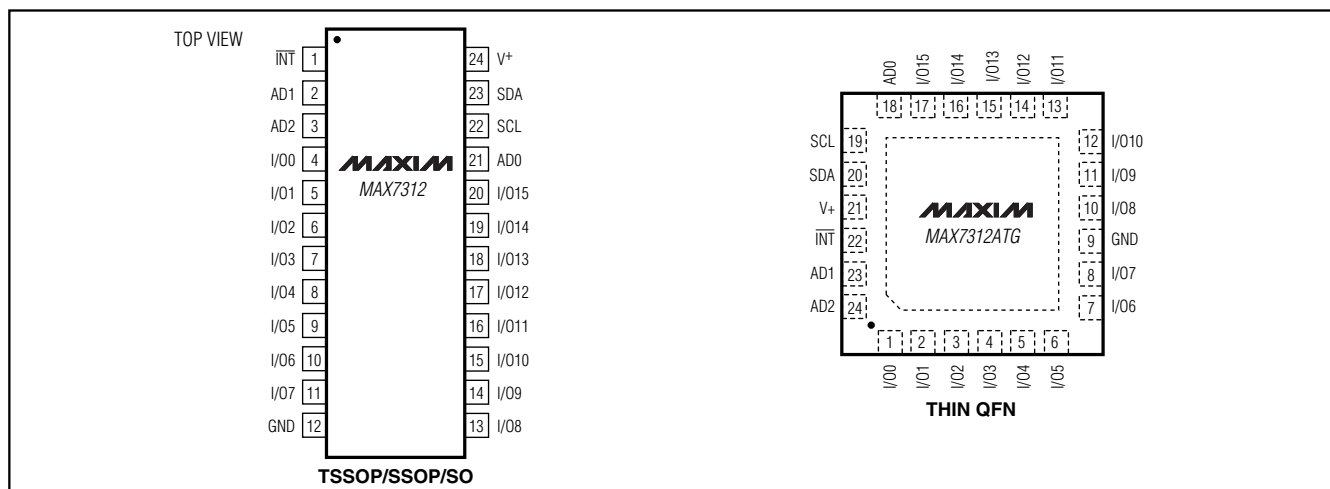 TOP VIEW
INT 1 24 V+
AD1 2 23 SDA
AD2 3 22 SCL
I/O0 4 21 AD0
I/O1 5 20 I/O15
I/O2 6 19 I/O14
I/O3 7 18 I/O13
I/O4 8 17 I/O12
I/O5 9 16 I/O11
I/O6 10 15 I/O10
I/O7 11 14 I/O9
GND 12 13 I/O8
MAXIM
MAX7312
TSSOP/SSOP/SO
AD0 I/O15 I/O14 I/O13 I/O12 I/O11
18 17 16 15 14 13
SCL 19 12 I/O10
SDA 20 11 I/O9
V+ 21 10 I/O8
INT 22 9 GND
AD1 23 8 I/O7
AD2 24 7 I/O6
MAXIM
MAX7312ATG
1 2 3 4 5 6
I/O0 I/O1 I/O2 I/O3 I/O4 I/O5
THIN QFN